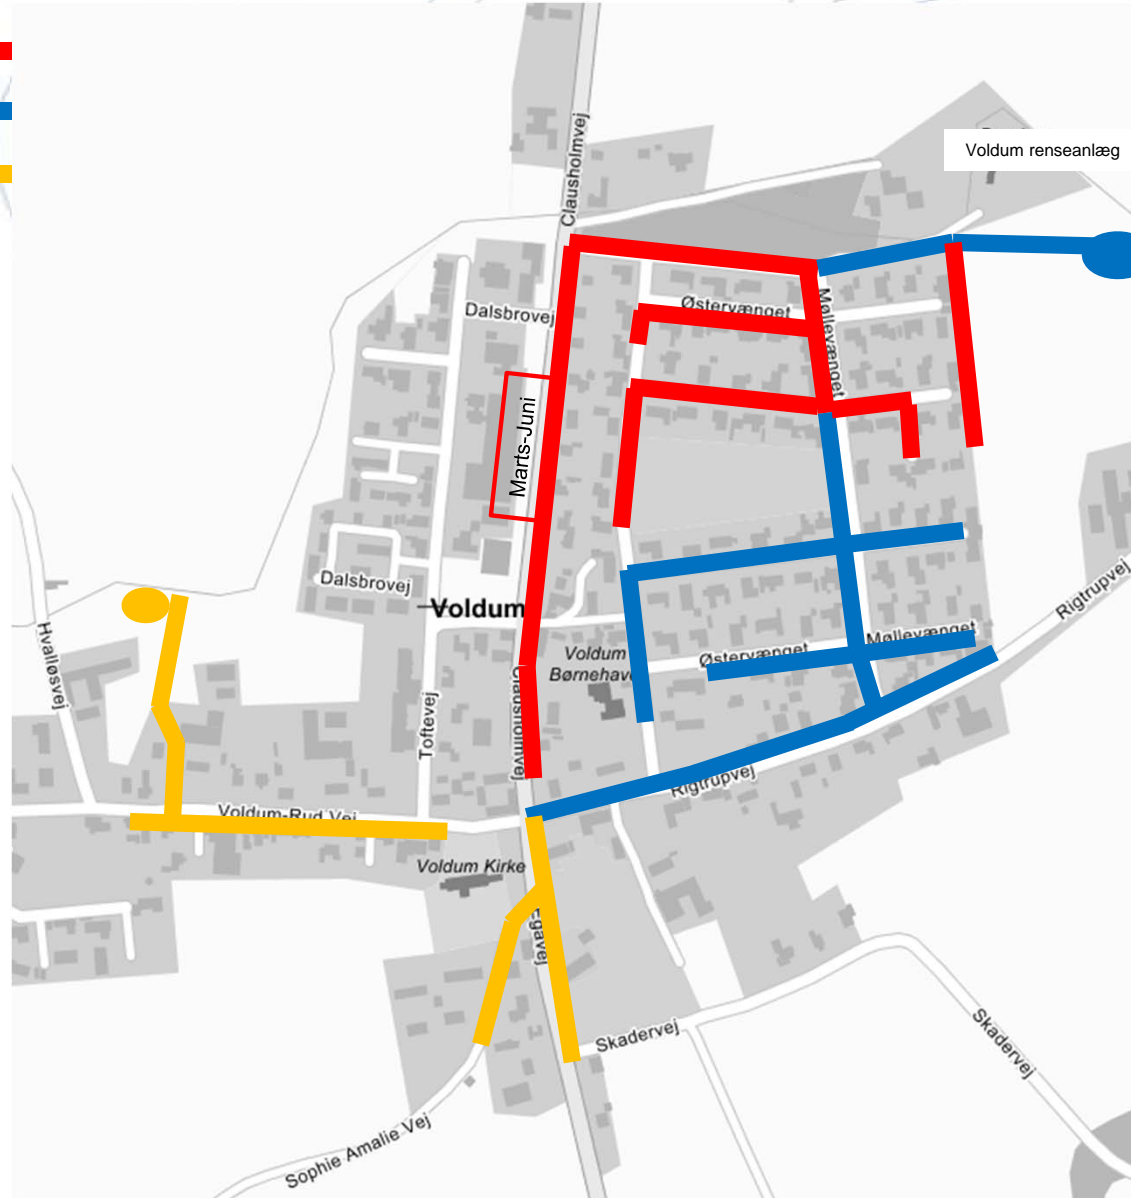 Clausholmvej
Voldum renseanlæg
Østervænget
Møllevænget
Dalsbrovej
Marts-Juni
Dalsbrovej
Voldum
Rigtrupvej
Hvalløsvej
Møllevænget
Østervænget
Voldum
Børnehave
Clausholmvej
Toftevej
Rigtrupvej
Voldum-Rud Vej
Voldum Kirke
Egåvej
Skadervej
Skadervej
Sophie Amalie Vej